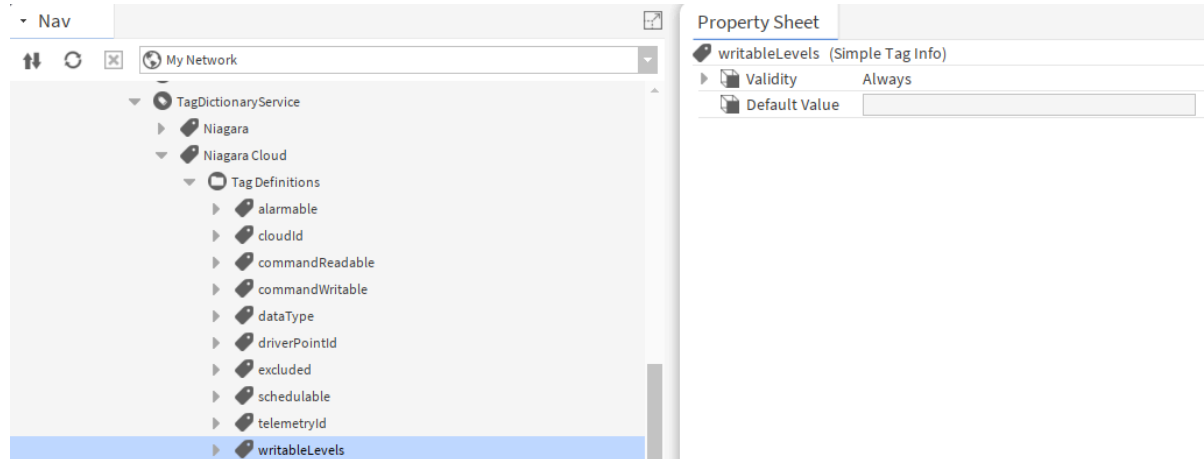 Nav
My Network
TagDictionaryService
Niagara
Niagara Cloud
Tag Definitions
alarmable
cloudId
commandReadable
commandWritable
dataType
driverPointId
excluded
schedulable
telemetryId
writableLevels
Property Sheet
writableLevels (Simple Tag Info)
Validity Always
Default Value